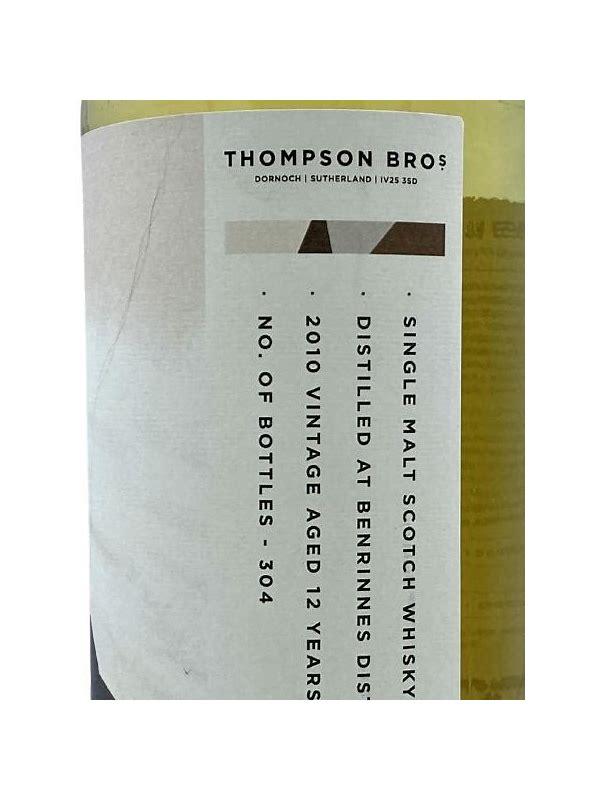 THOMPSON BROS.
DORNOCH | SUTHERLAND | IV25 3SD
· SINGLE MALT SCOTCH WHISKY
· DISTILLED AT BENRINNES DIS
· 2010 VINTAGE AGED 12 YEARS
· NO. OF BOTTLES - 304